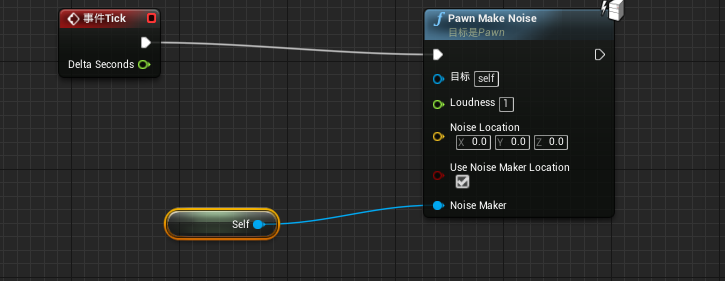 事件Tick
Delta Seconds
Pawn Make Noise
目标是Pawn
目标 self
Loudness 1
Noise Location
X 0.0 Y 0.0 Z 0.0
Use Noise Maker Location
Noise Maker
Self